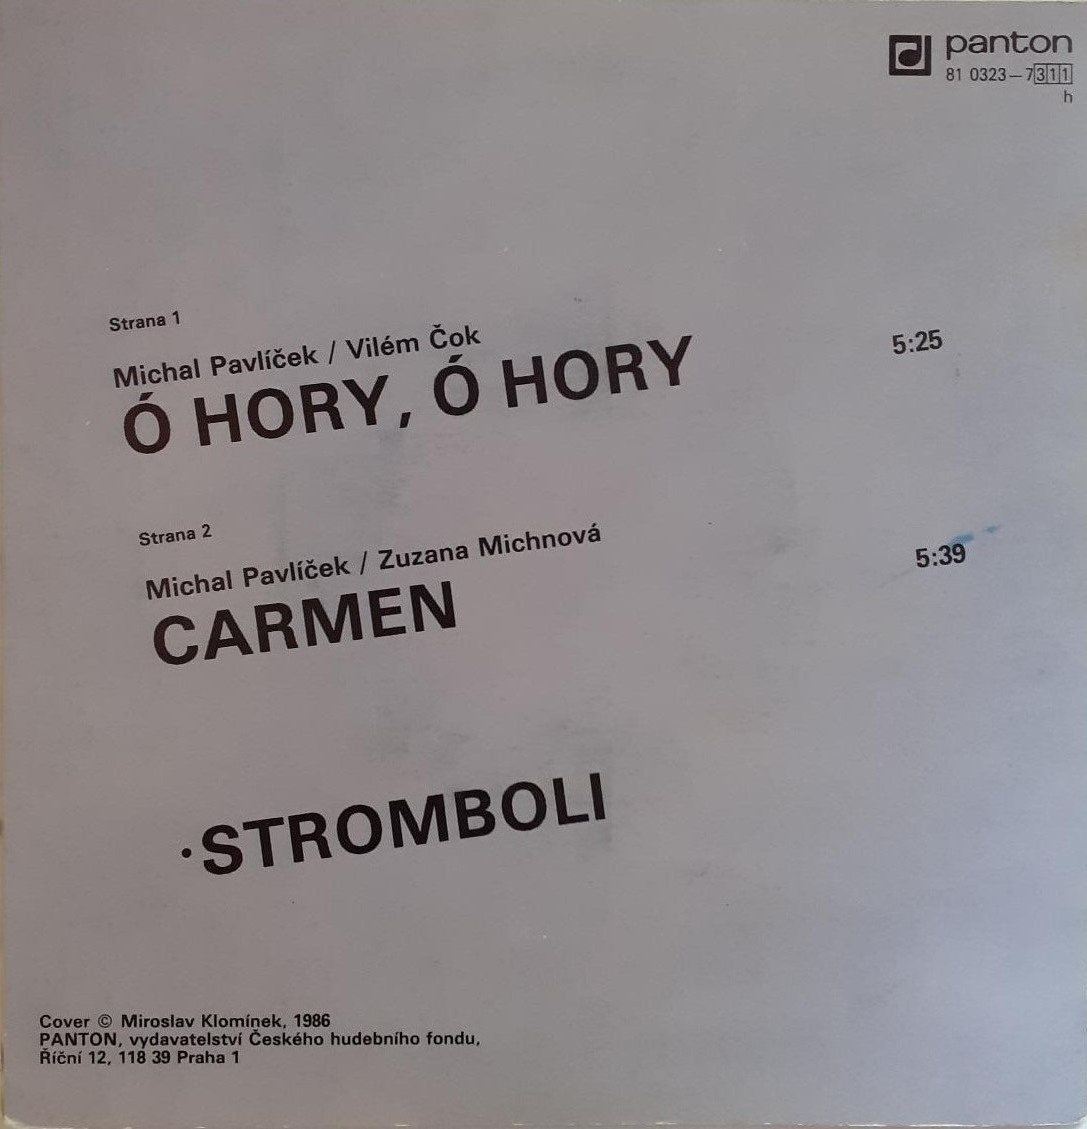 panton
81 0323–7311
h
Strana 1
Michal Pavlíček / Vilém Čok
Ó HORY, Ó HORY
5:25
Strana 2
Michal Pavlíček / Zuzana Michnová
CARMEN
5:39
·STROMBOLI
Cover © Miroslav Klomínek, 1986
PANTON, vydavatelství Českého hudebního fondu,
Říční 12, 118 39 Praha 1